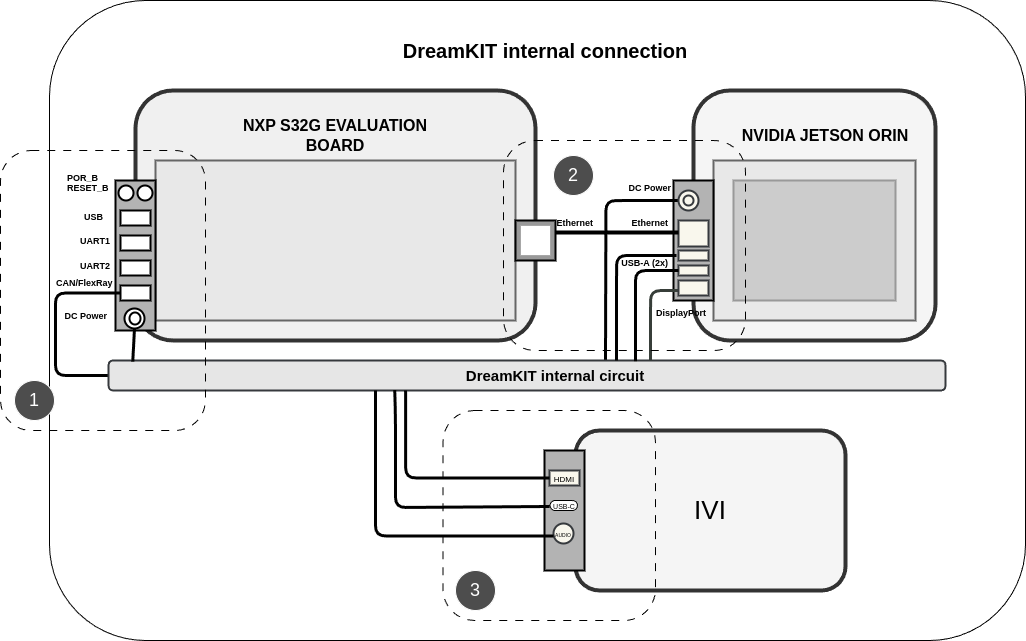 DreamKIT internal connection
NXP S32G EVALUATION
BOARD
NVIDIA JETSON ORIN
POR_B
RESET_B
USB
UART1
UART2
CAN/FlexRay
DC Power
1
2
Ethernet
DC Power
Ethernet
USB-A (2x)
DisplayPort
DreamKIT internal circuit
HDMI
USB-C
AUDIO
IVI
3